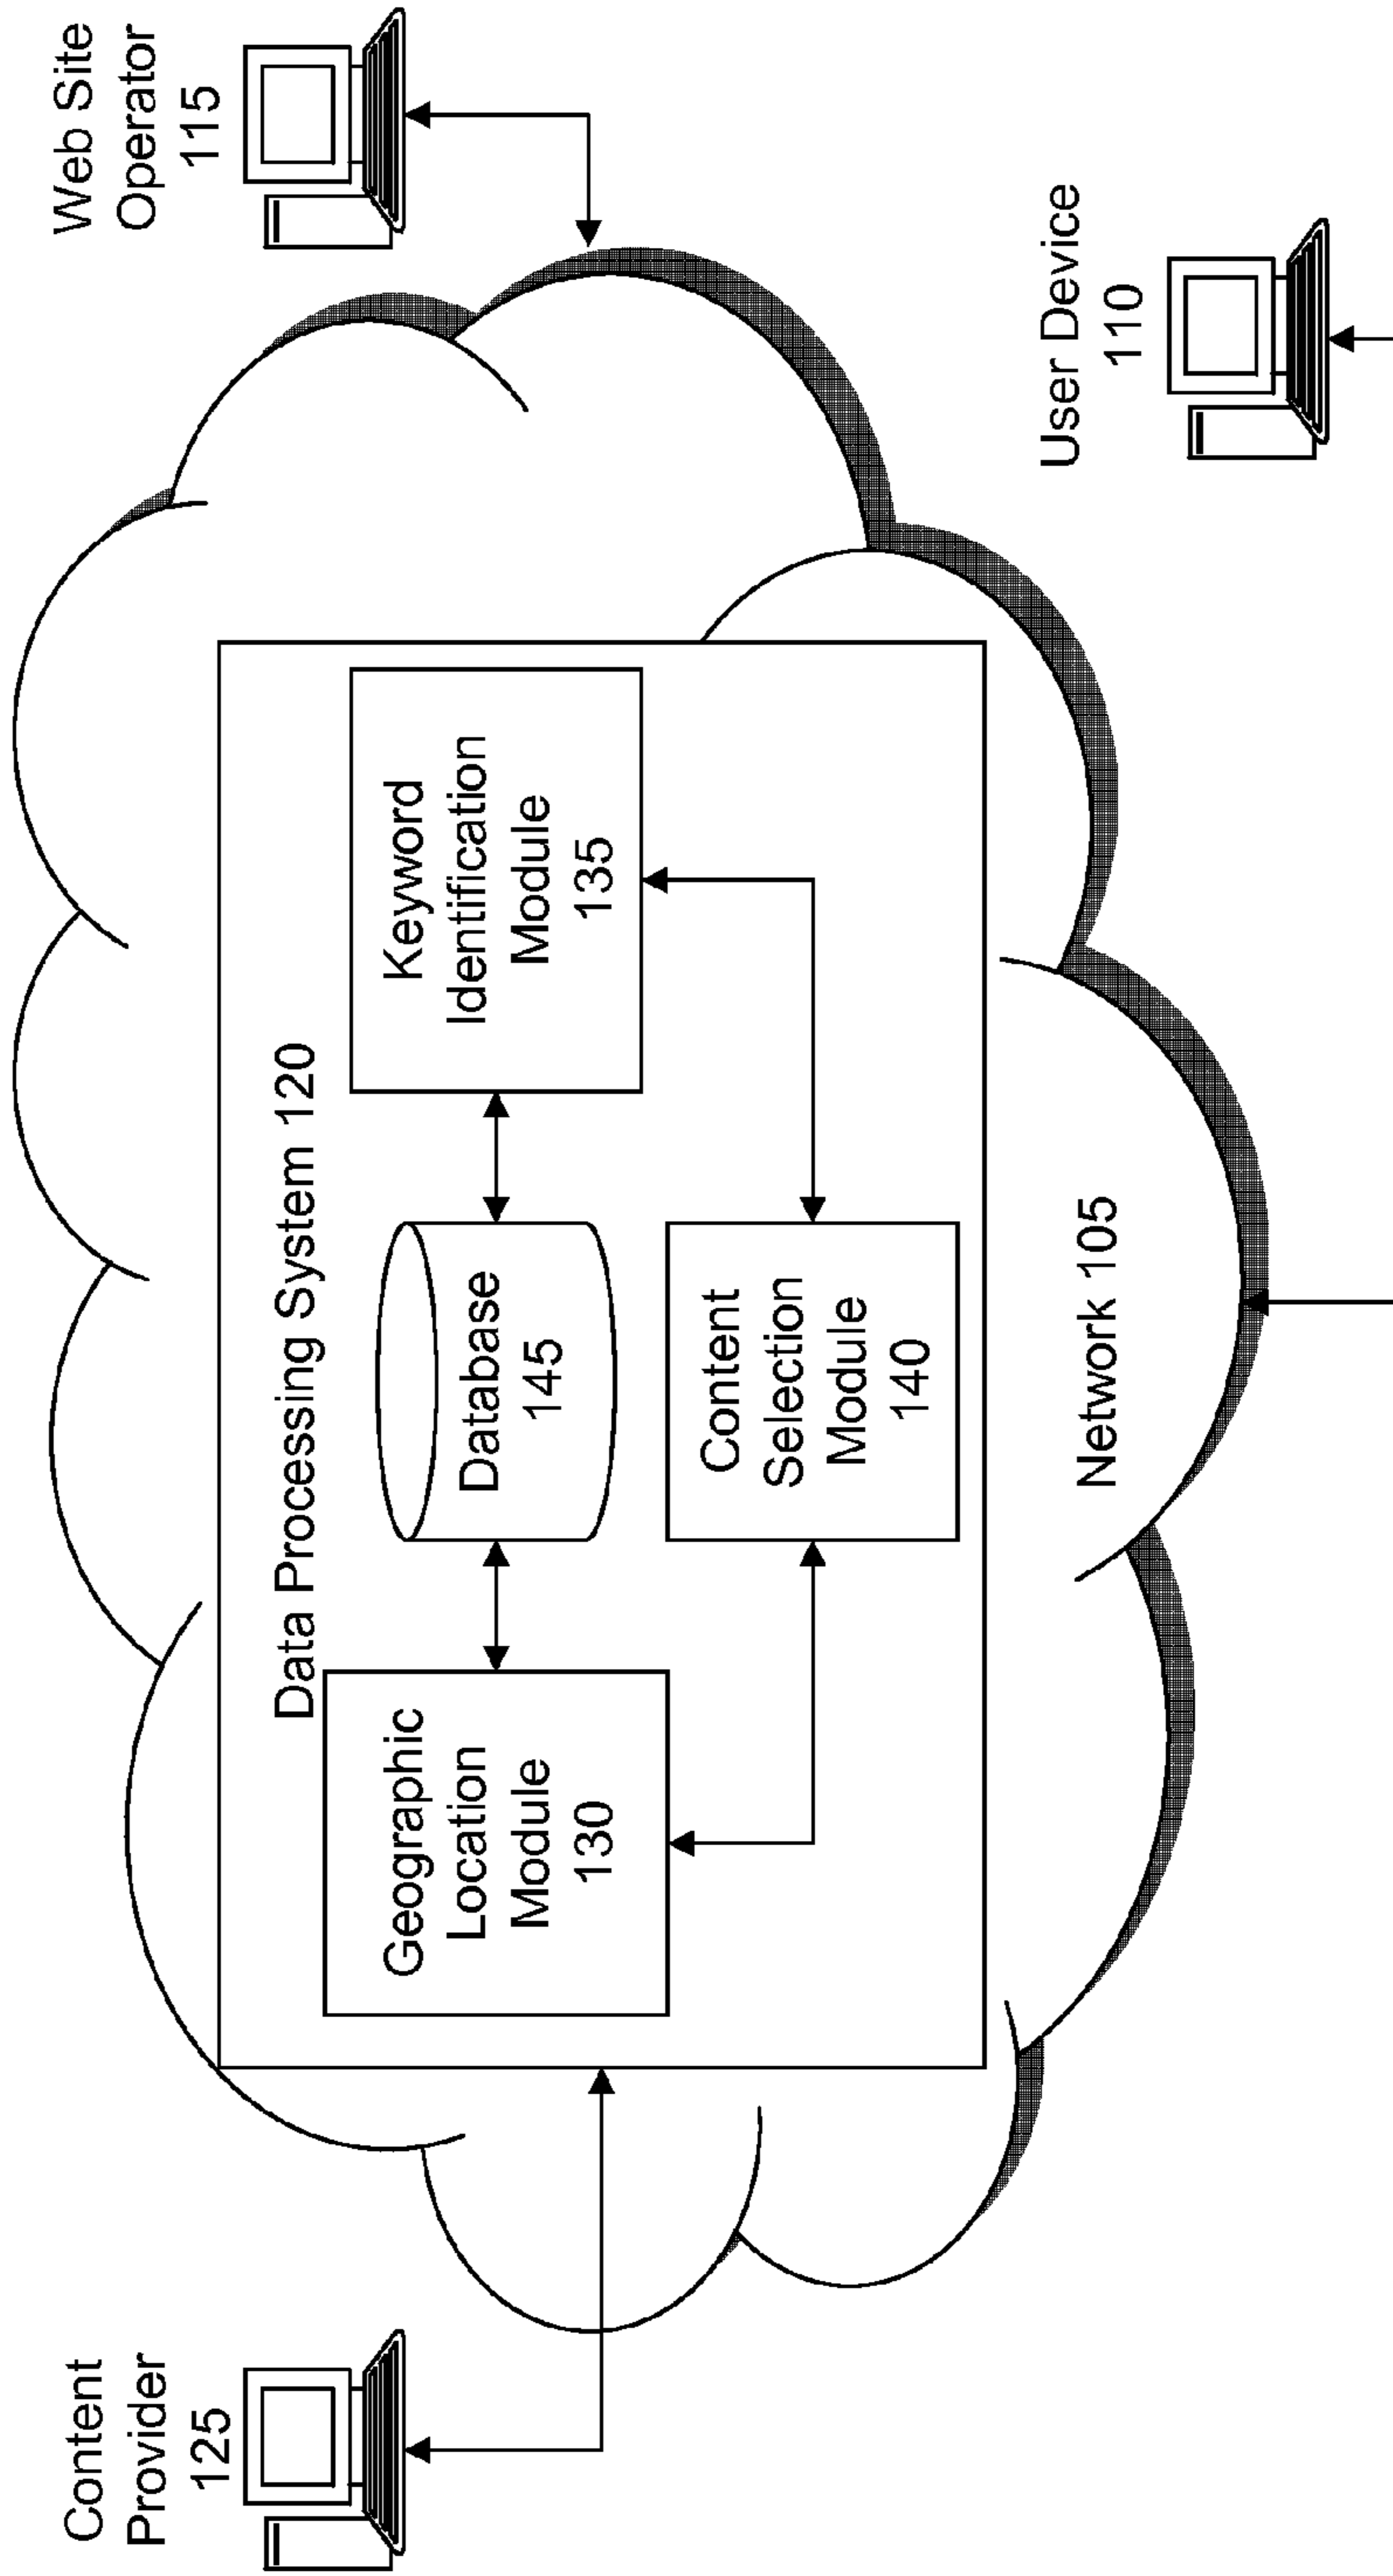 Content
Provider
125
Web Site
Operator
115
Data Processing System 120
Geographic
Location
Module
130
Database
145
Keyword
Identification
Module
135
Content
Selection
Module
140
Network 105
User Device
110